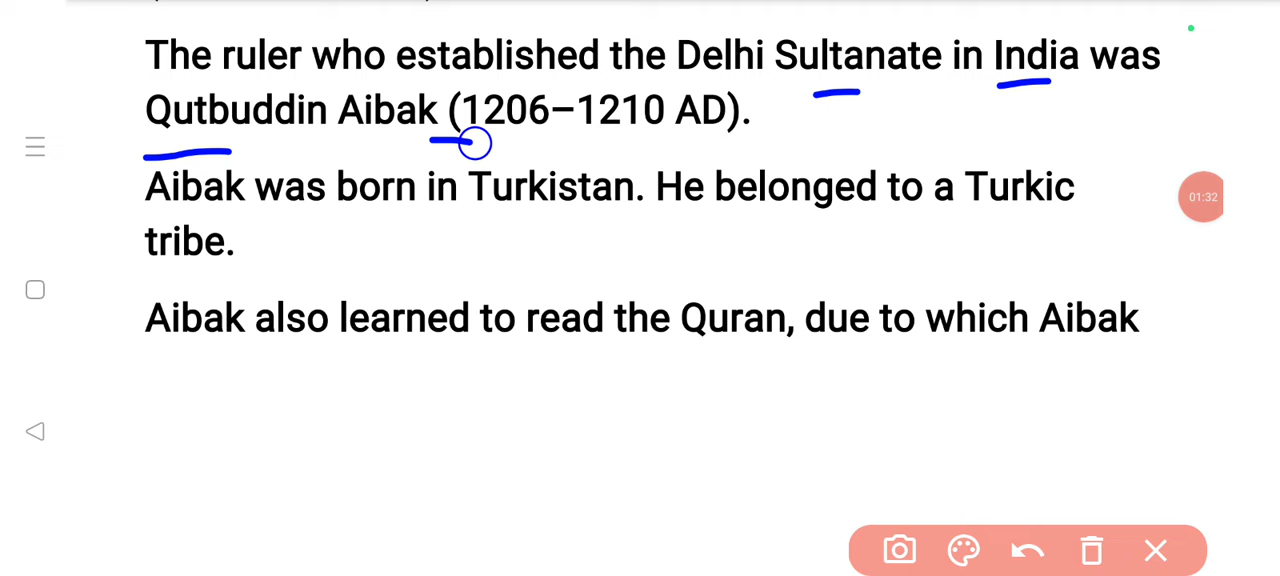 The ruler who established the Delhi Sultanate in India was
Qutbuddin Aibak (1206–1210 AD).
Aibak was born in Turkistan. He belonged to a Turkic
tribe.
01:32
Aibak also learned to read the Quran, due to which Aibak